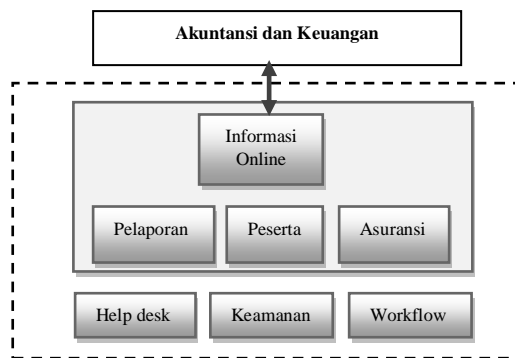 Akuntansi dan Keuangan
Informasi
Online
Pelaporan
Peserta
Asuransi
Help desk
Keamanan
Workflow